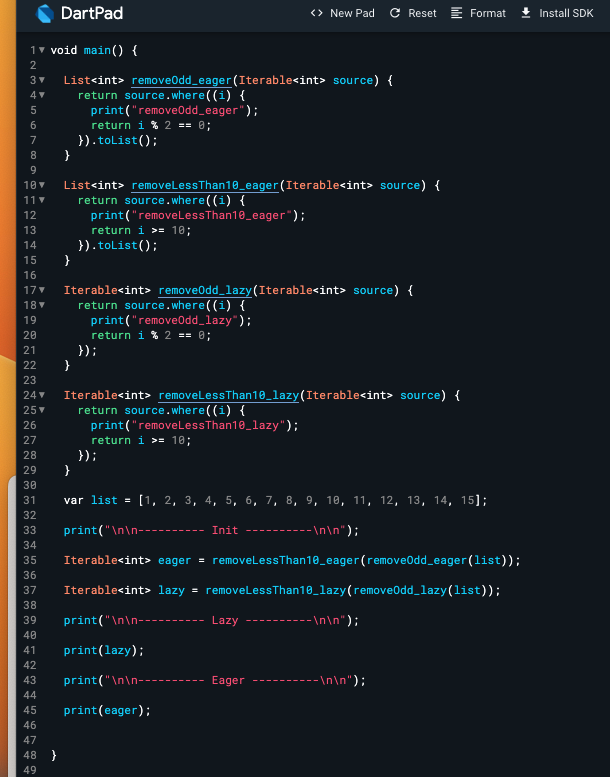 DartPad
<> New Pad Reset Format Install SDK
1 void main() {
2
3 List<int> removeOdd_eager(Iterable<int> source) {
4 return source.where((i) {
5 print("removeOdd_eager");
6 return i % 2 == 0;
7 }).toList();
8 }
9
10 List<int> removeLessThan10_eager(Iterable<int> source) {
11 return source.where((i) {
12 print("removeLessThan10_eager");
13 return i >= 10;
14 }).toList();
15 }
16
17 Iterable<int> removeOdd_lazy(Iterable<int> source) {
18 return source.where((i) {
19 print("removeOdd_lazy");
20 return i % 2 == 0;
21 });
22 }
23
24 Iterable<int> removeLessThan10_lazy(Iterable<int> source) {
25 return source.where((i) {
26 print("removeLessThan10_lazy");
27 return i >= 10;
28 });
29 }
30
31 var list = [1, 2, 3, 4, 5, 6, 7, 8, 9, 10, 11, 12, 13, 14, 15];
32
33 print("\n\n---------- Init ----------\n\n");
34
35 Iterable<int> eager = removeLessThan10_eager(removeOdd_eager(list));
36
37 Iterable<int> lazy = removeLessThan10_lazy(removeOdd_lazy(list));
38
39 print("\n\n---------- Lazy ----------\n\n");
40
41 print(lazy);
42
43 print("\n\n---------- Eager ----------\n\n");
44
45 print(eager);
46
47
48 }
49